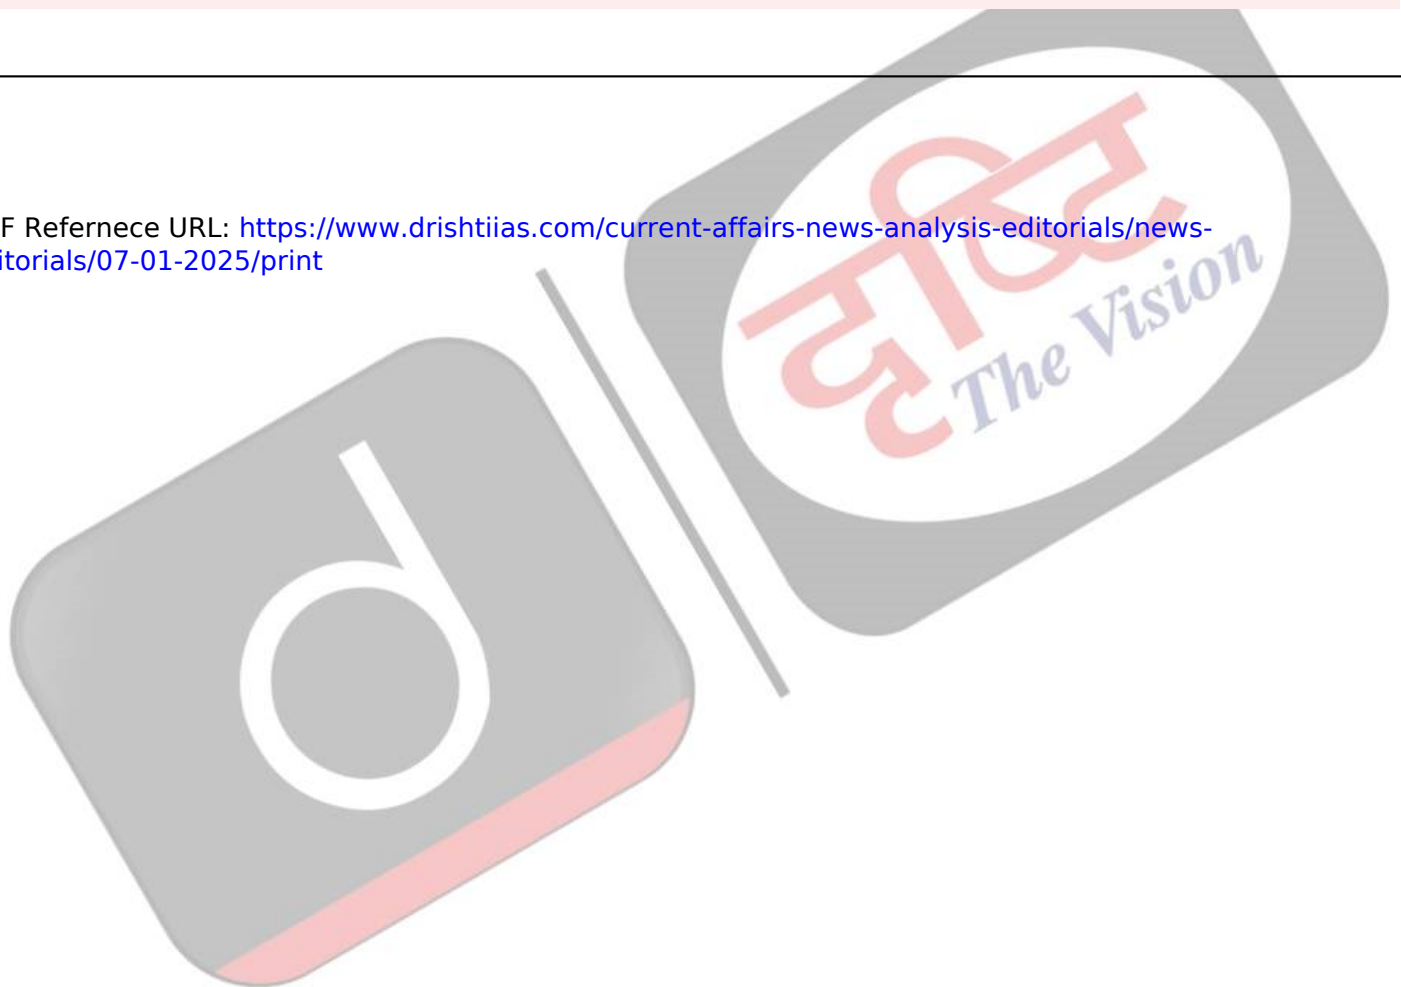 F Refernece URL: https://www.drishtiias.com/current-affairs-news-analysis-editorials/news-
itorials/07-01-2025/print
दृष्टि
The Vision
d